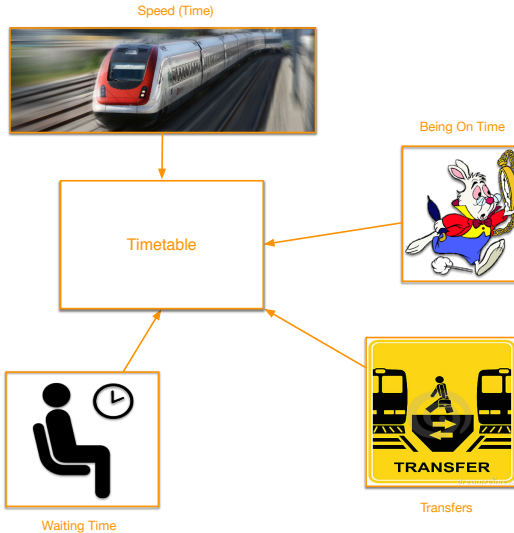 Speed (Time)
Being On Time
Timetable
TRANSFER
Waiting Time
Transfers